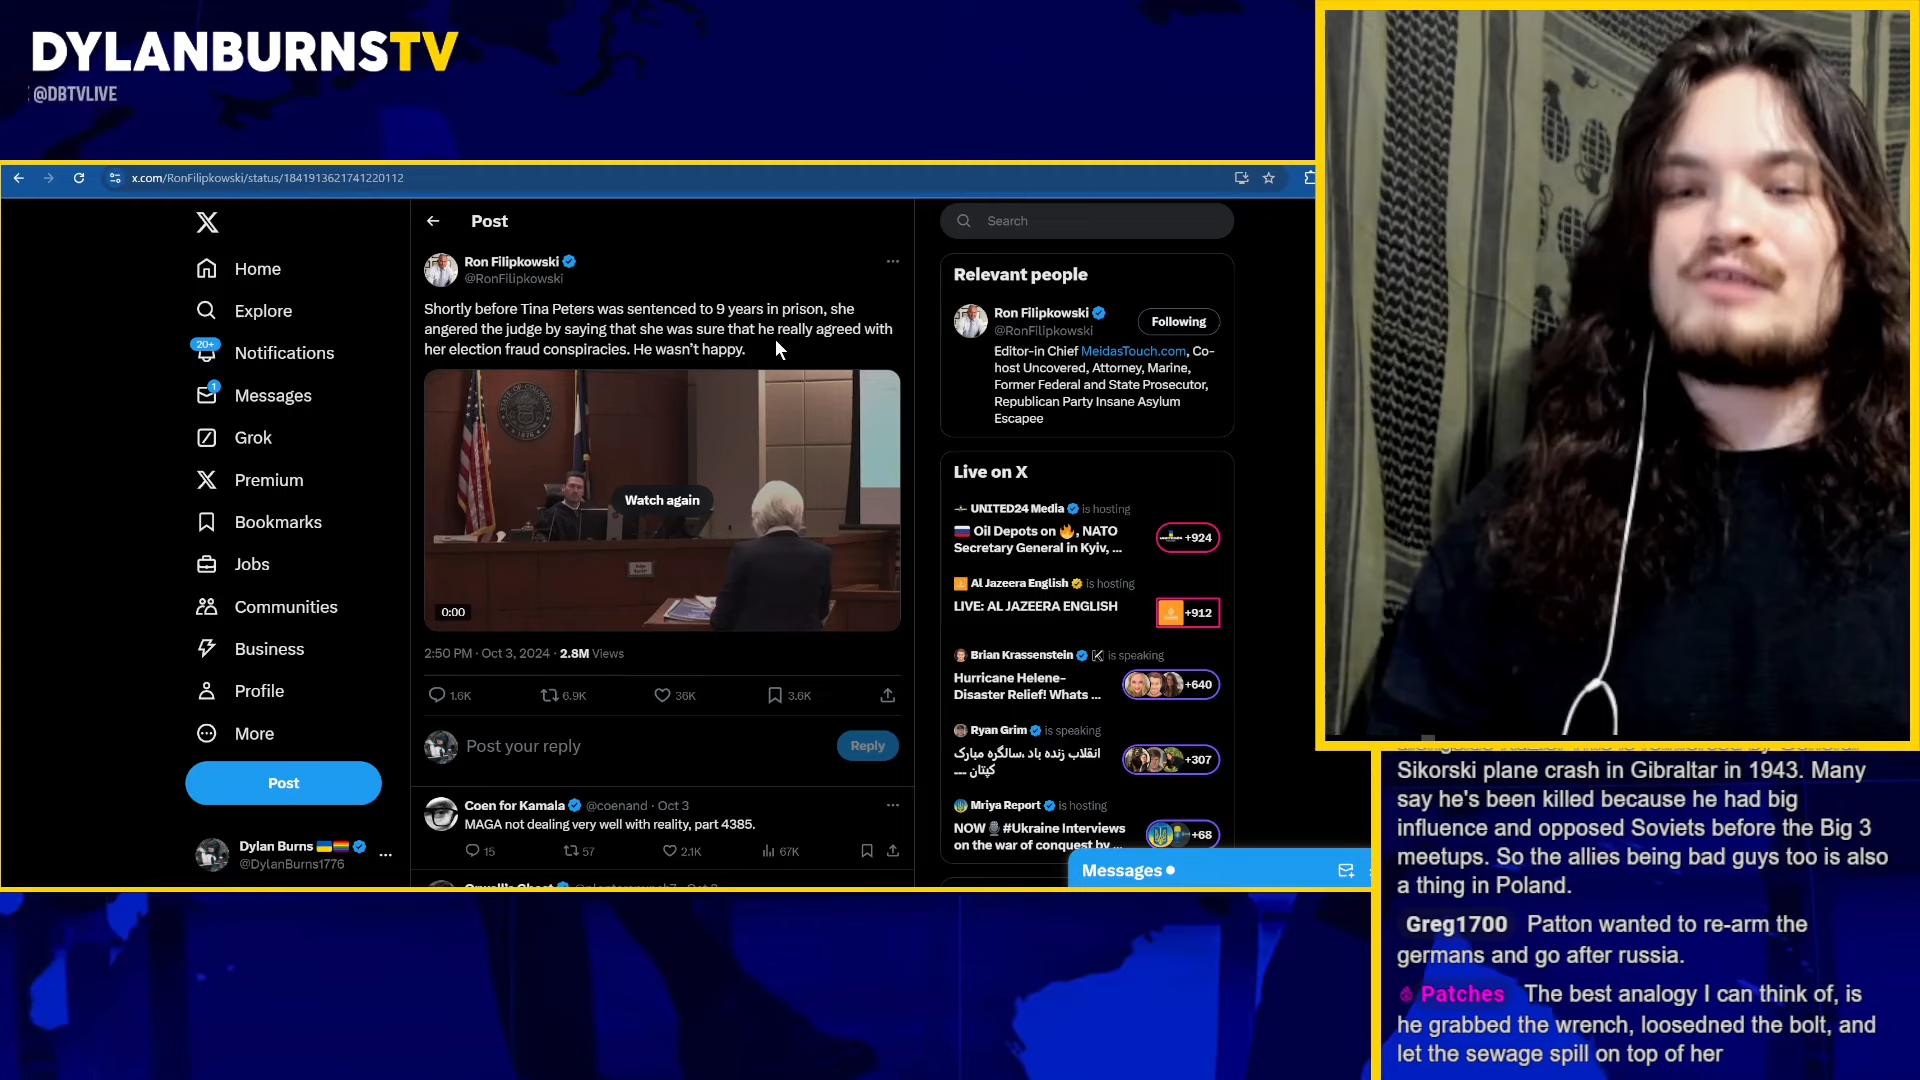 DYLANBURNSTV
@DBTVLIVE
x.com/RonFilipkowski/status/1841913621741220112
Home
Explore
20+
Notifications
1
Messages
Grok
Premium
Bookmarks
Jobs
Communities
Business
Profile
More
Post
Dylan Burns
@DylanBurns1776
Post
Ron Filipkowski
@RonFilipkowski
Shortly before Tina Peters was sentenced to 9 years in prison, she
angered the judge by saying that she was sure that he really agreed with
her election fraud conspiracies. He wasn't happy.
STATE OF COLORADO
1876
Watch again
0:00
2:50 PM · Oct 3, 2024 · 2.8M Views
1.6K
6.9K
36K
3.6K
Post your reply
Reply
Coen for Kamala @coenand · Oct 3
MAGA not dealing very well with reality, part 4385.
15
57
2.1K
67K
Search
Relevant people
Ron Filipkowski
@RonFilipkowski
Following
Editor-in Chief MeidasTouch.com, Co-
host Uncovered, Attorney, Marine,
Former Federal and State Prosecutor,
Republican Party Insane Asylum
Escapee
Live on X
UNITED24 Media is hosting
Oil Depots on 🔥, NATO
Secretary General in Kyiv, ...
+924
Al Jazeera English is hosting
LIVE: AL JAZEERA ENGLISH
+912
Brian Krassenstein is speaking
Hurricane Helene-
Disaster Relief! Whats ...
+640
Ryan Grim is speaking
انقلاب زنده باد ،سالگره مبارک
کپتان ---
+307
Mriya Report is hosting
NOW 🎙 #Ukraine Interviews
on the war of conquest by ...
+68
Messages
Sikorski plane crash in Gibraltar in 1943. Many
say he's been killed because he had big
influence and opposed Soviets before the Big 3
meetups. So the allies being bad guys too is also
a thing in Poland.
Greg1700 Patton wanted to re-arm the
germans and go after russia.
Patches The best analogy I can think of, is
he grabbed the wrench, loosedned the bolt, and
let the sewage spill on top of her